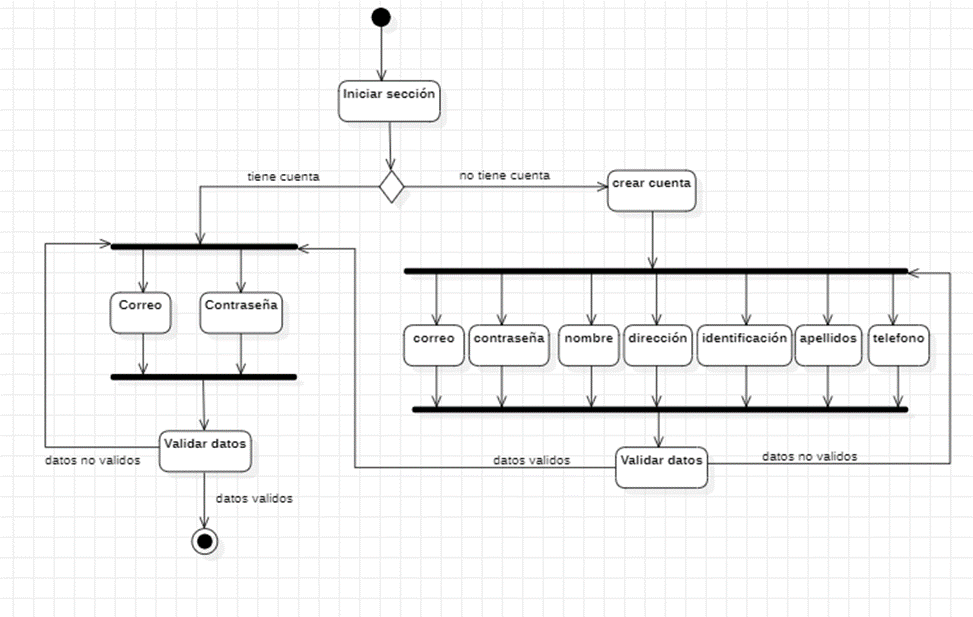 Iniciar sección
tiene cuenta
no tiene cuenta
crear cuenta
Correo
Contraseña
correo
contraseña
nombre
dirección
identificación
apellidos
telefono
Validar datos
datos no validos
datos validos
Validar datos
datos validos
datos no validos